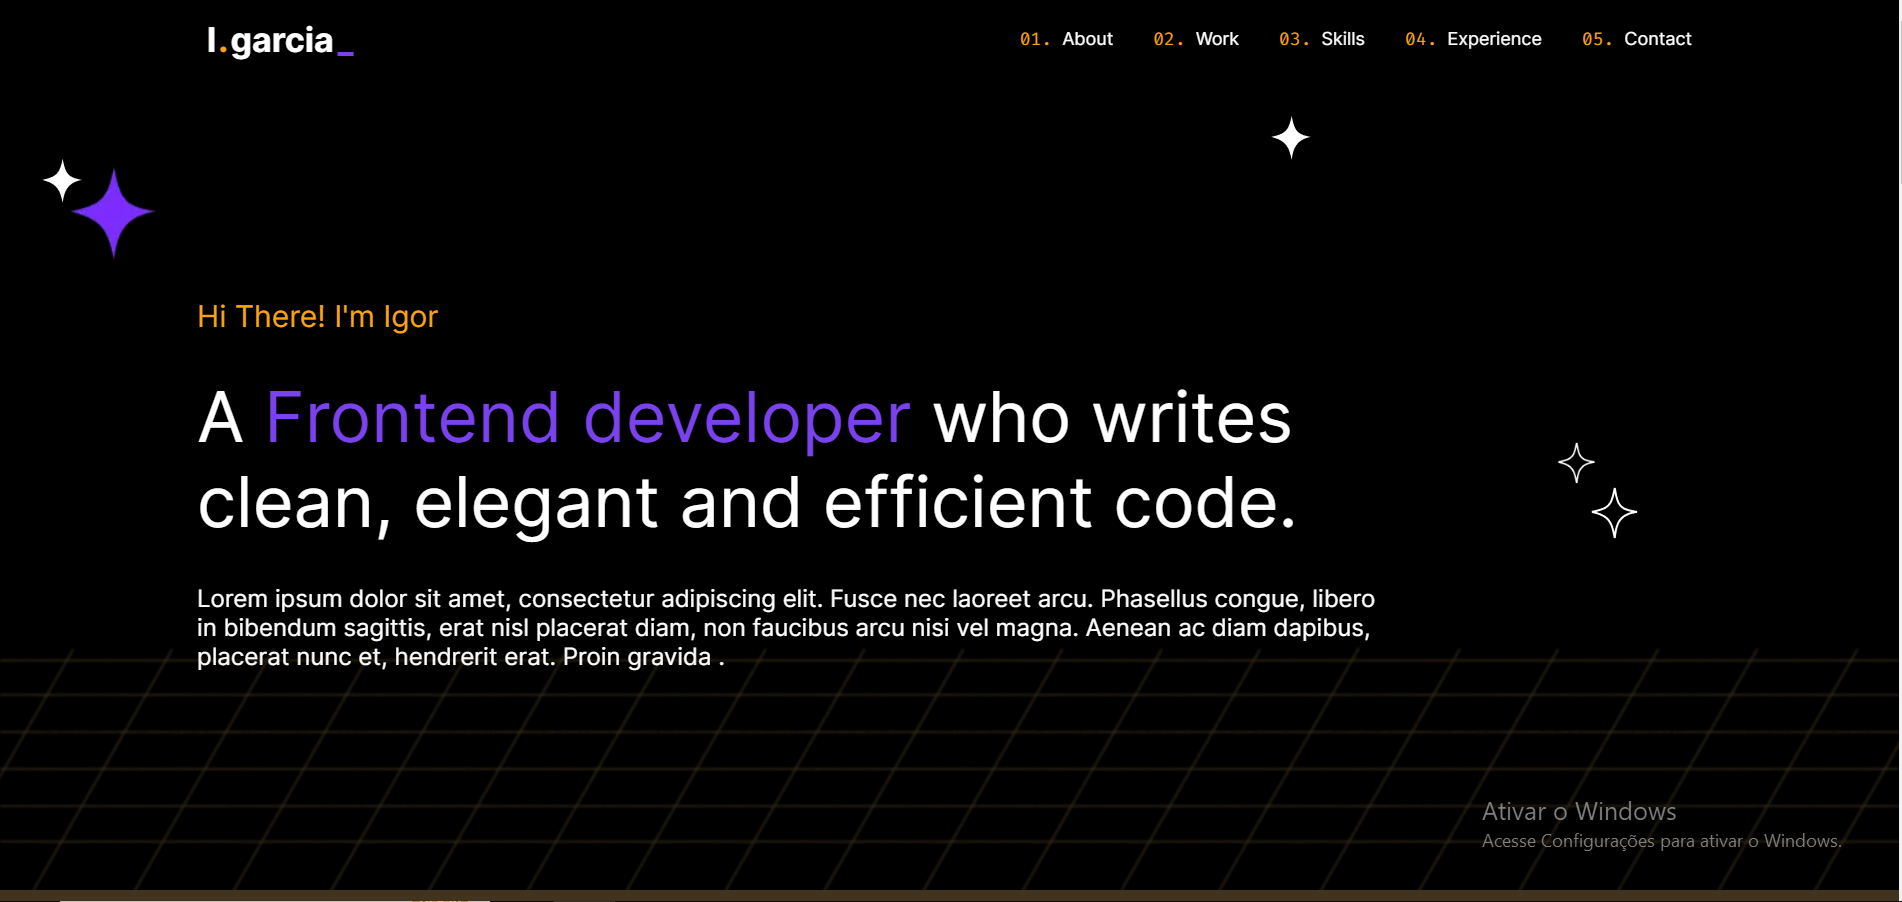 I.garcia_
01. About 02. Work 03. Skills 04. Experience 05. Contact
Hi There! I'm Igor
A Frontend developer who writes
clean, elegant and efficient code.
Lorem ipsum dolor sit amet, consectetur adipiscing elit. Fusce nec laoreet arcu. Phasellus congue, libero
in bibendum sagittis, erat nisl placerat diam, non faucibus arcu nisi vel magna. Aenean ac diam dapibus,
placerat nunc et, hendrerit erat. Proin gravida .
Ativar o Windows
Acesse Configurações para ativar o Windows.